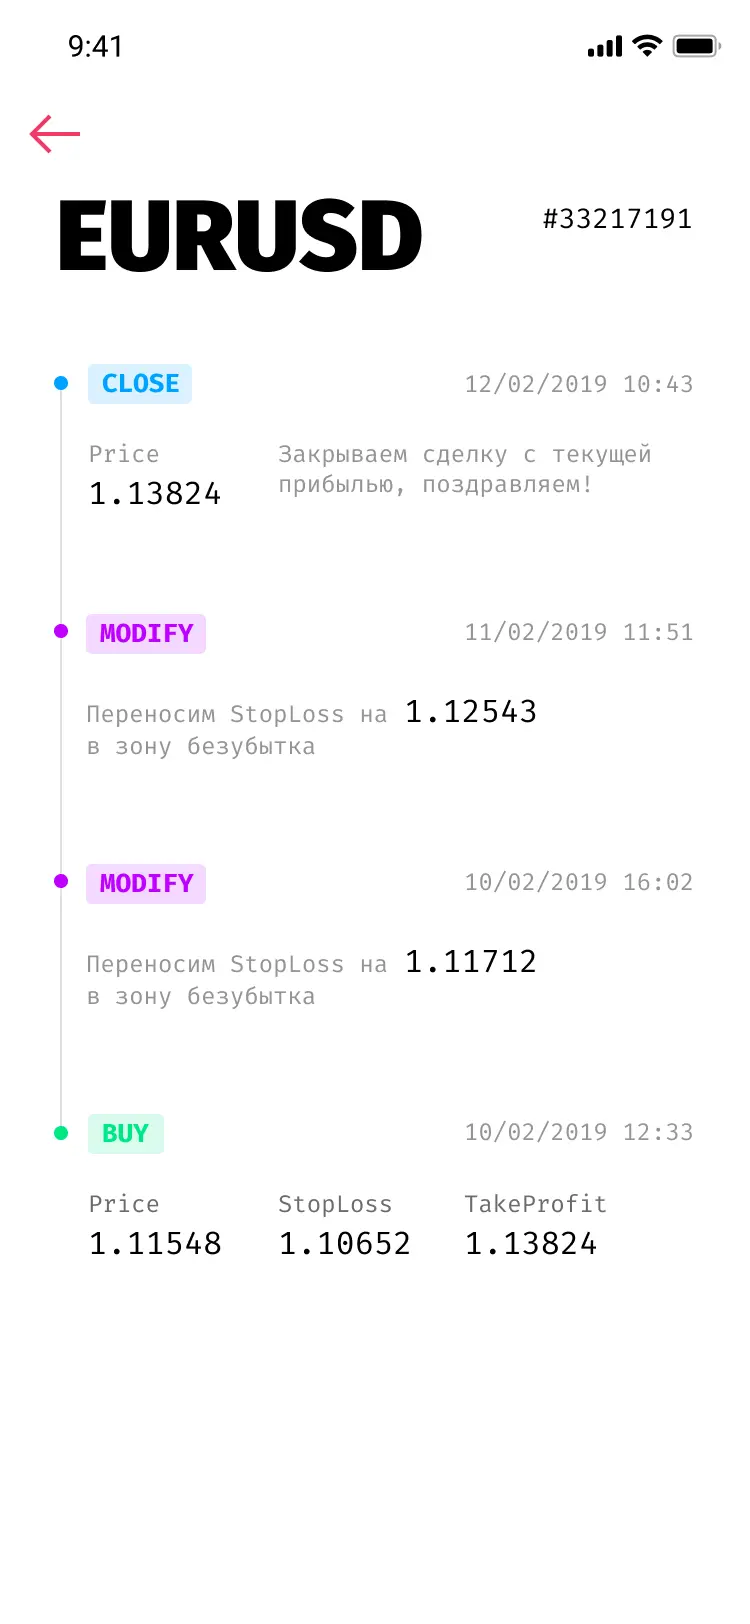 9:41
EURUSD
#33217191
CLOSE 12/02/2019 10:43
Price
1.13824
Закрываем сделку с текущей
прибылью, поздравляем!
MODIFY 11/02/2019 11:51
Переносим StopLoss на 1.12543
в зону безубытка
MODIFY 10/02/2019 16:02
Переносим StopLoss на 1.11712
в зону безубытка
BUY 10/02/2019 12:33
Price StopLoss TakeProfit
1.11548 1.10652 1.13824